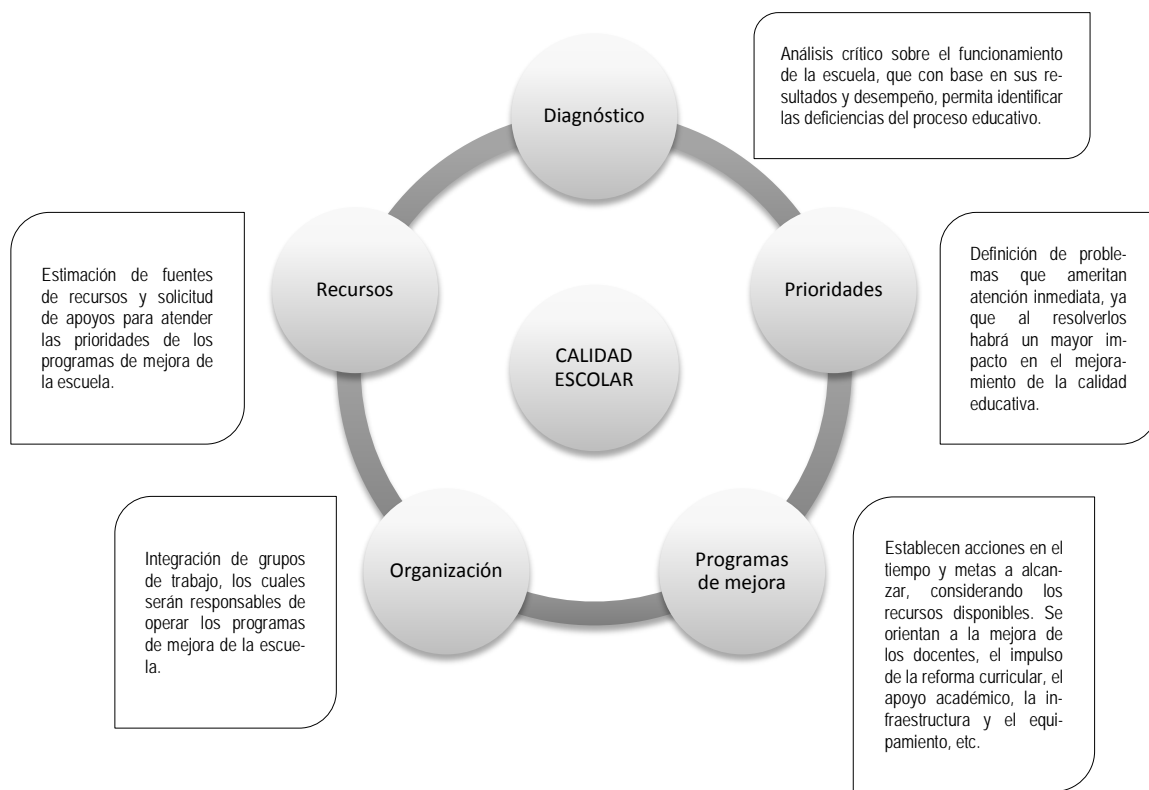 Diagnóstico
Análisis crítico sobre el funcionamiento
de la escuela, que con base en sus re-
sultados y desempeño, permita identificar
las deficiencias del proceso educativo.
Prioridades
Definición de proble-
mas que ameritan
atención inmediata, ya
que al resolverlos
habrá un mayor im-
pacto en el mejora-
miento de la calidad
educativa.
Programas
de mejora
Establecen acciones en el
tiempo y metas a alcan-
zar, considerando los
recursos disponibles. Se
orientan a la mejora de
los docentes, el impulso
de la reforma curricular, el
apoyo académico, la in-
fraestructura y el equi-
pamiento, etc.
Organización
Integración de grupos
de trabajo, los cuales
serán responsables de
operar los programas
de mejora de la escue-
la.
Recursos
Estimación de fuentes
de recursos y solicitud
de apoyos para atender
las prioridades de los
programas de mejora de
la escuela.
CALIDAD
ESCOLAR